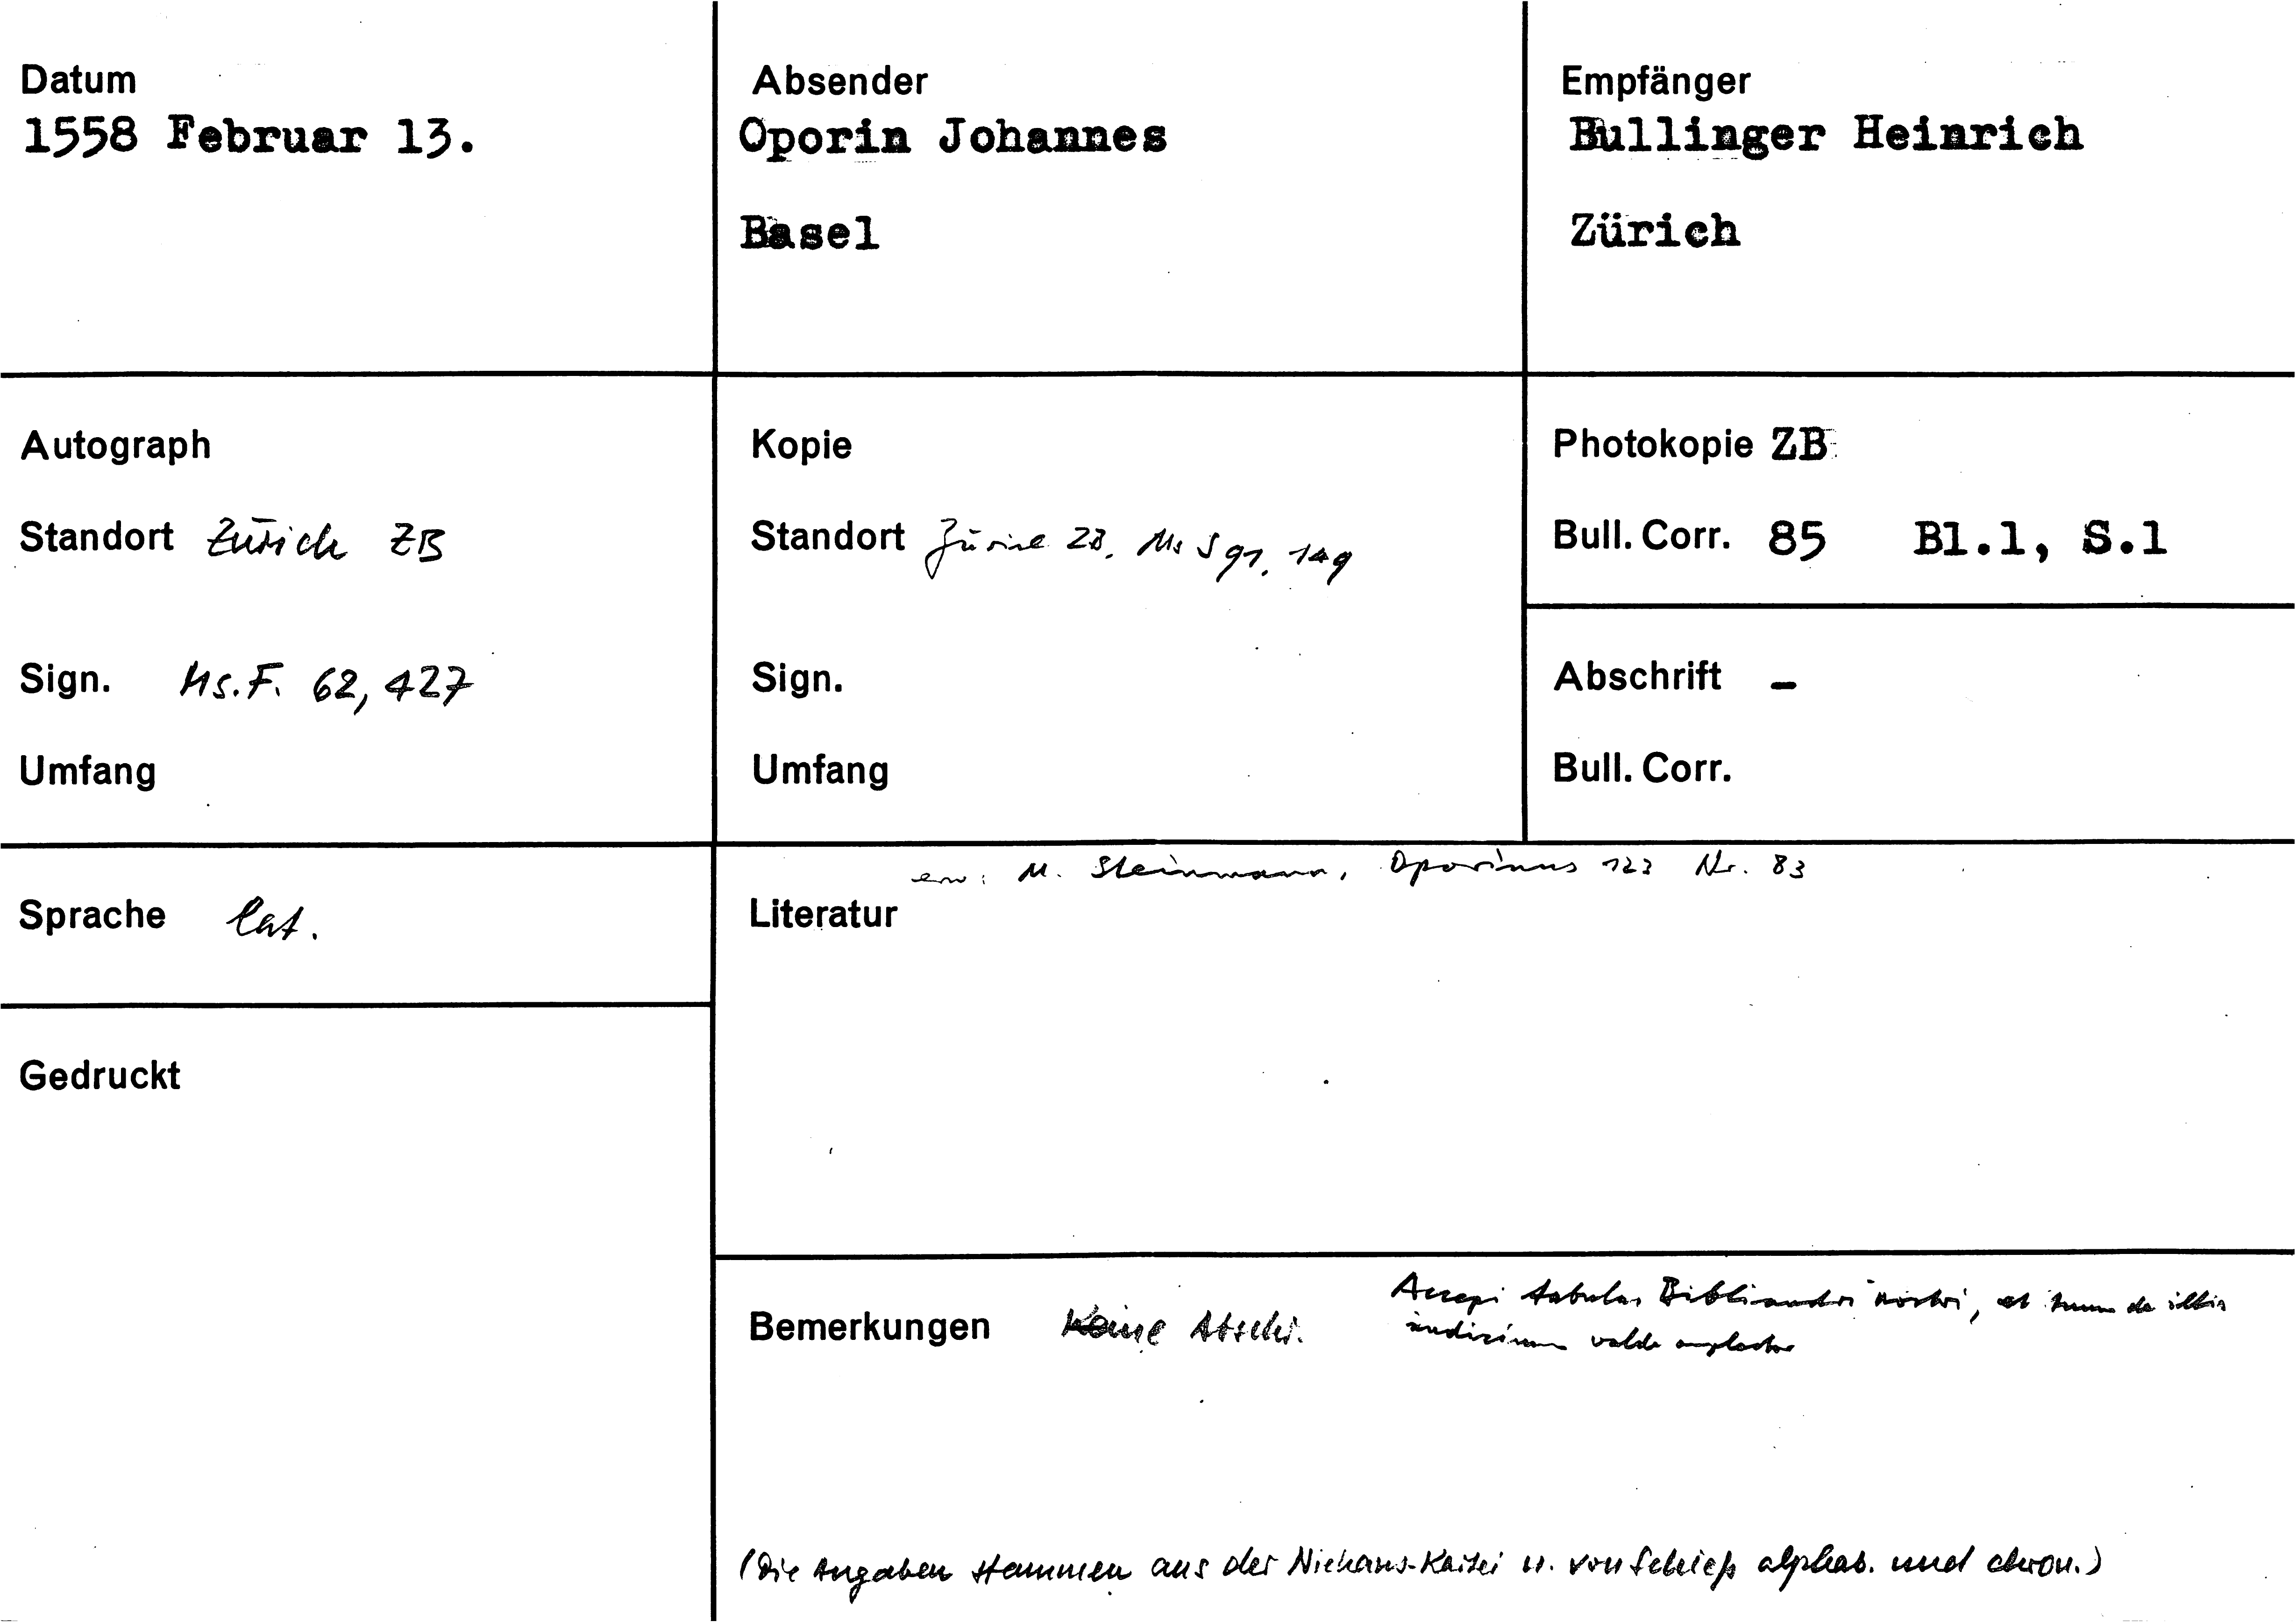 Datum
1558 Februar 13.
Absender
Oporin Johannes
Basel
Empfänger
Bullinger Heinrich
Zürich
Autograph
Standort Zürich ZB
Sign. Ms.F. 62, 427
Umfang
Kopie
Standort Zürich ZB, Ms S 91, 149
Sign.
Umfang
Photokopie ZB
Bull. Corr. 85 Bl.1, S.1
Abschrift –
Bull. Corr.
Sprache lat.
Gedruckt
erw: M. Steinmann, Oporinus 123 Nr. 83
Literatur
Bemerkungen Keine Abschr.
Accepi tabulas Bibliandri nostri, et tuum de illis
iudicium valde amplector
(Die Angaben stammen aus der Niehans-Kartei u. von Schieß alphab. und chron.)